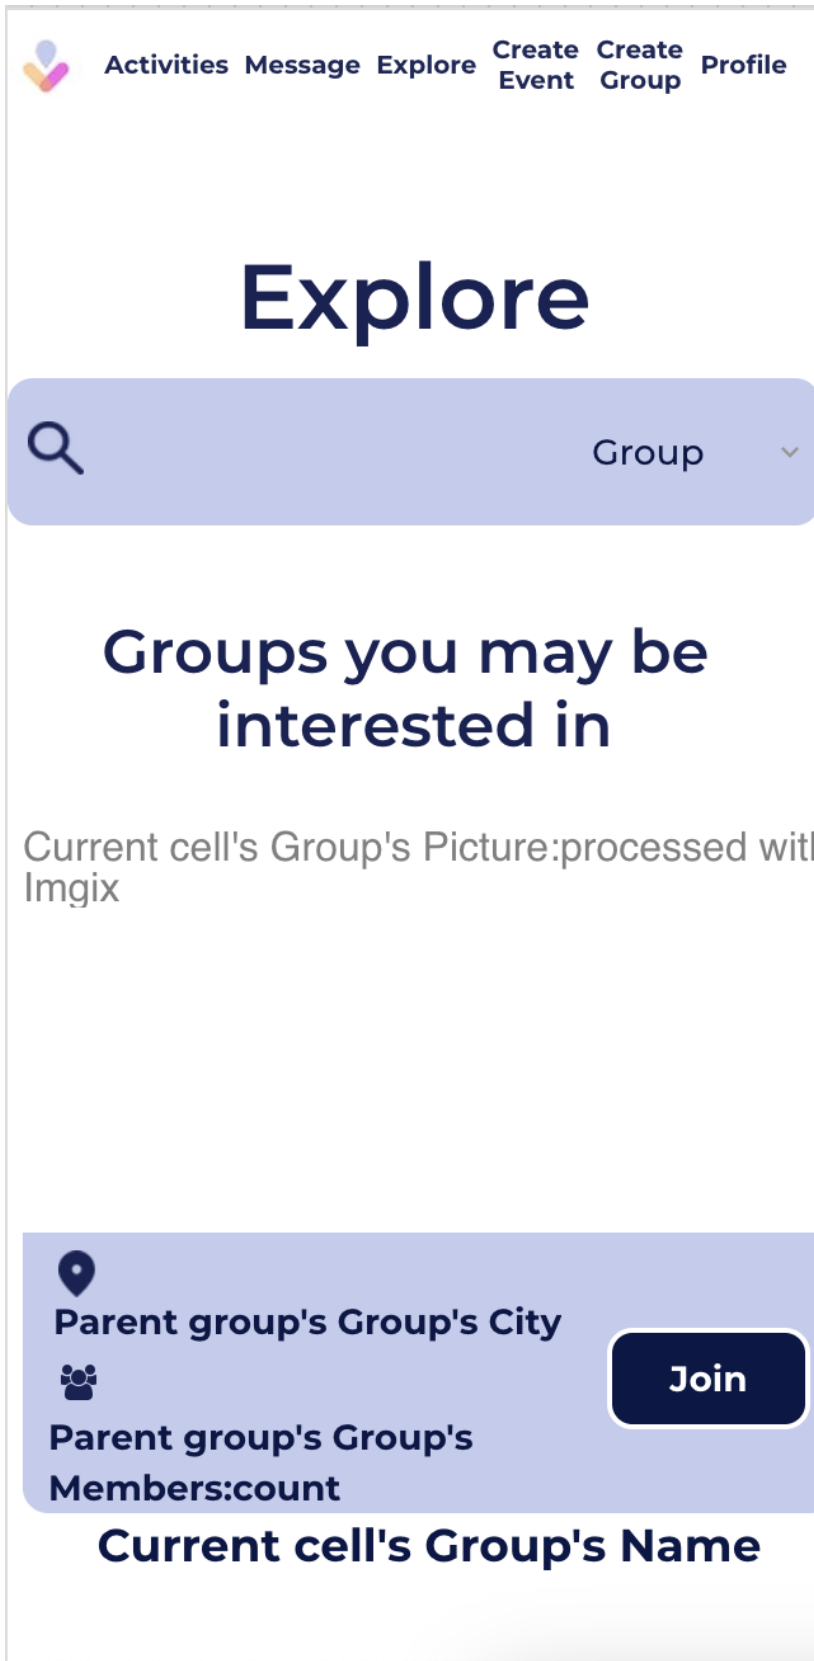 Activities Message Explore Create Event Create Group Profile
Explore
Group
Groups you may be
interested in
Current cell's Group's Picture:processed with
Imgix
Parent group's Group's City
Join
Parent group's Group's
Members:count
Current cell's Group's Name